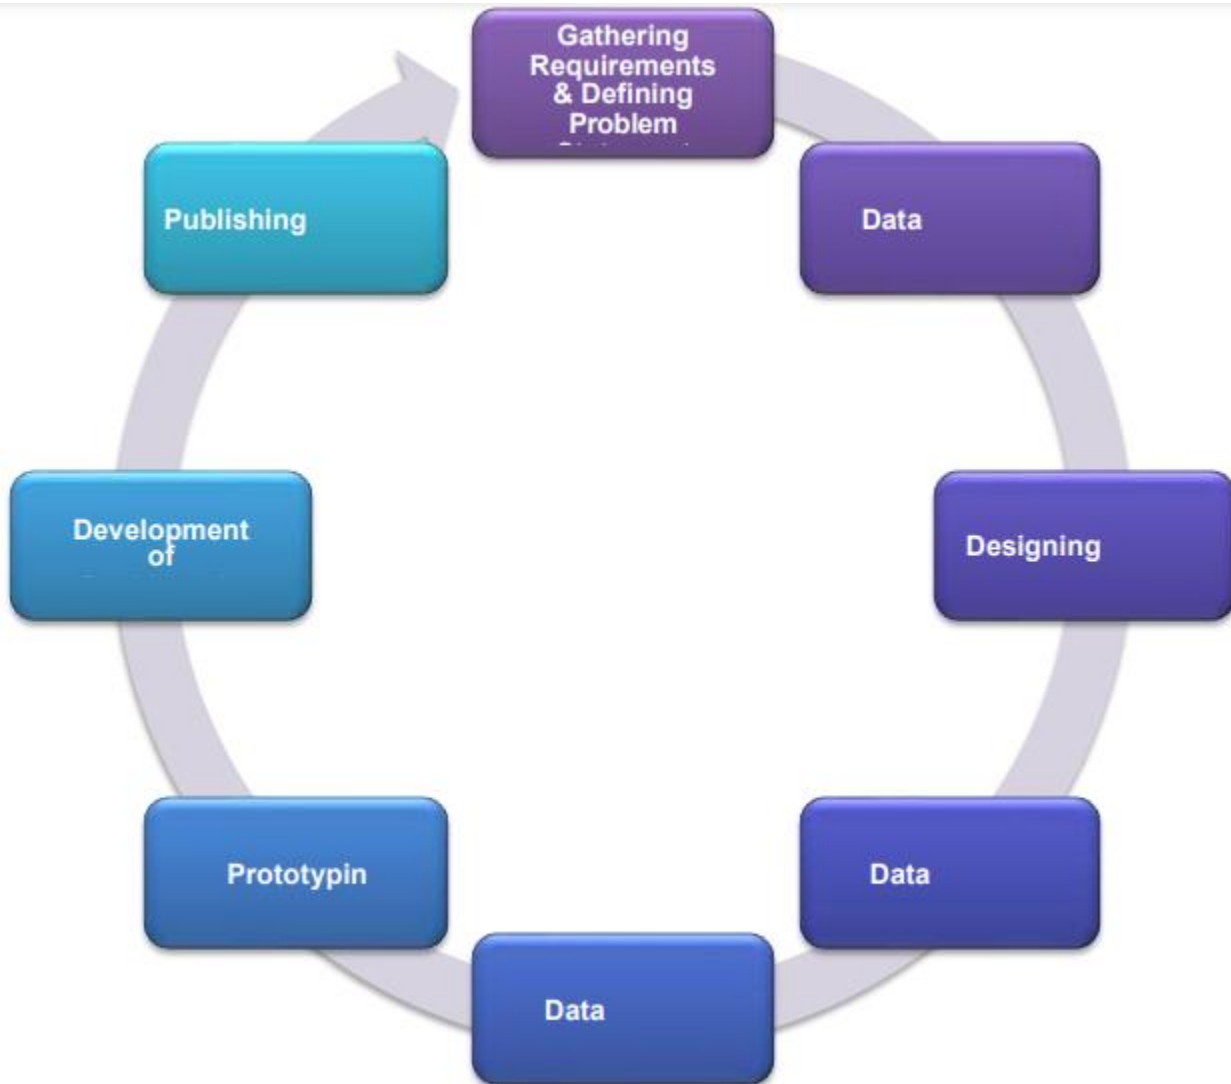 Gathering
Requirements
& Defining
Problem
Data
Designing
Data
Data
Prototypin
Development
of
Publishing